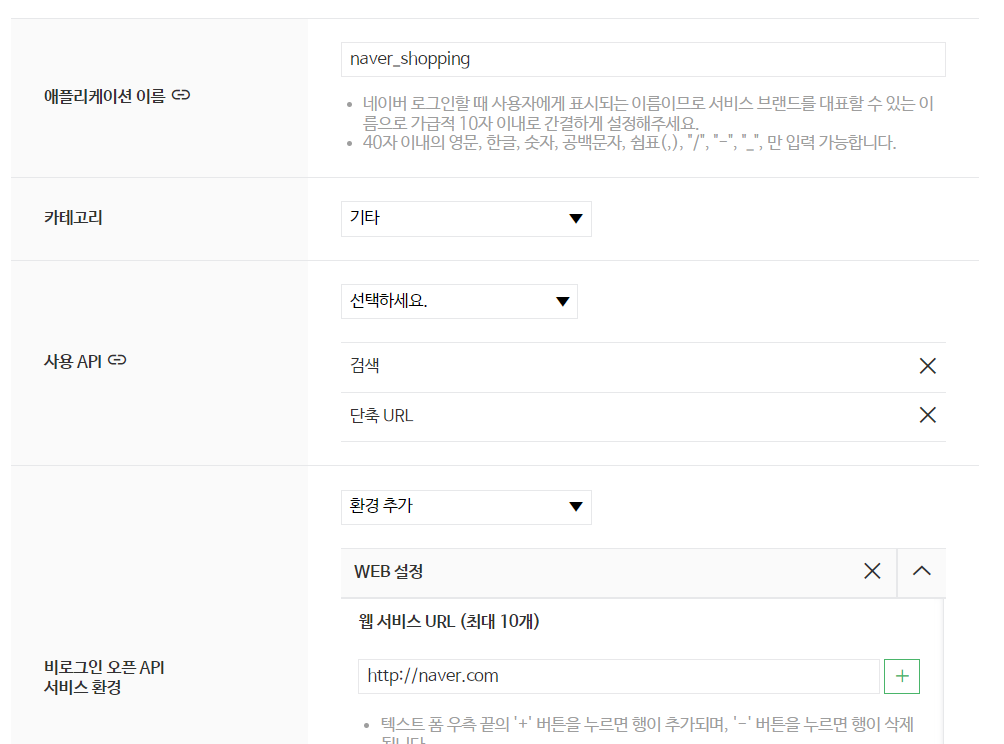 애플리케이션 이름
naver_shopping
네이버 로그인할 때 사용자에게 표시되는 이름이므로 서비스 브랜드를 대표할 수 있는 이
름으로 가급적 10자 이내로 간결하게 설정해주세요.
40자 이내의 영문, 한글, 숫자, 공백문자, 쉼표(,), "/", "-", "_", 만 입력 가능합니다.
카테고리
기타
사용 API
선택하세요.
검색
단축 URL
비로그인 오픈 API
서비스 환경
환경 추가
WEB 설정
웹 서비스 URL (최대 10개)
http://naver.com
텍스트 폼 우측 끝의 '+' 버튼을 누르면 행이 추가되며, '-' 버튼을 누르면 행이 삭제
됩니다.